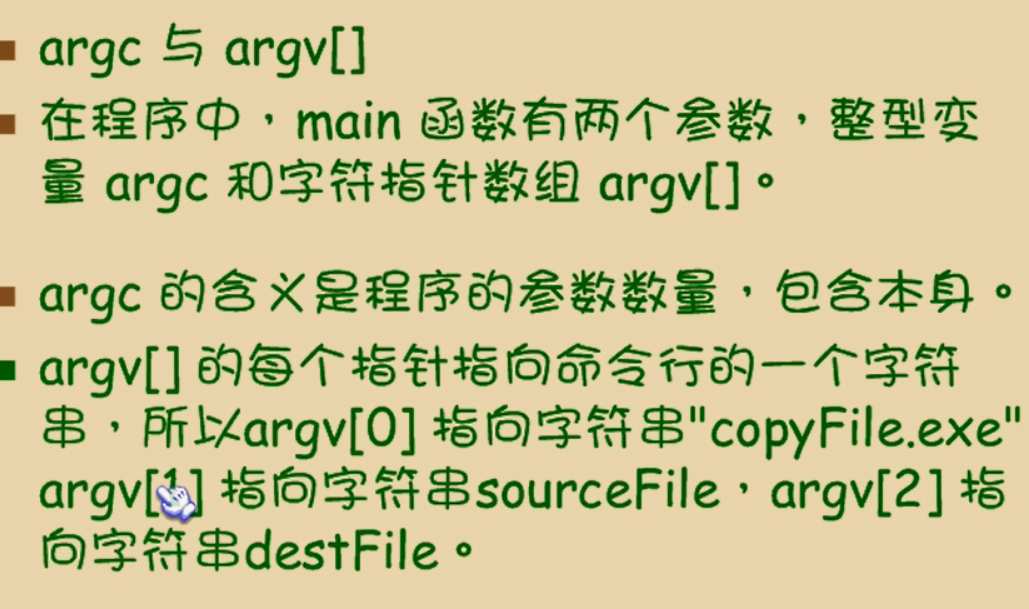 argc 与 argv[]
在程序中，main 函数有两个参数，整型变
量 argc 和字符指针数组 argv[]。
argc 的含义是程序的参数数量，包含本身。
argv[] 的每个指针指向命令行的一个字符
串，所以argv[0] 指向字符串"copyFile.exe"
argv[1] 指向字符串sourceFile，argv[2] 指
向字符串destFile。